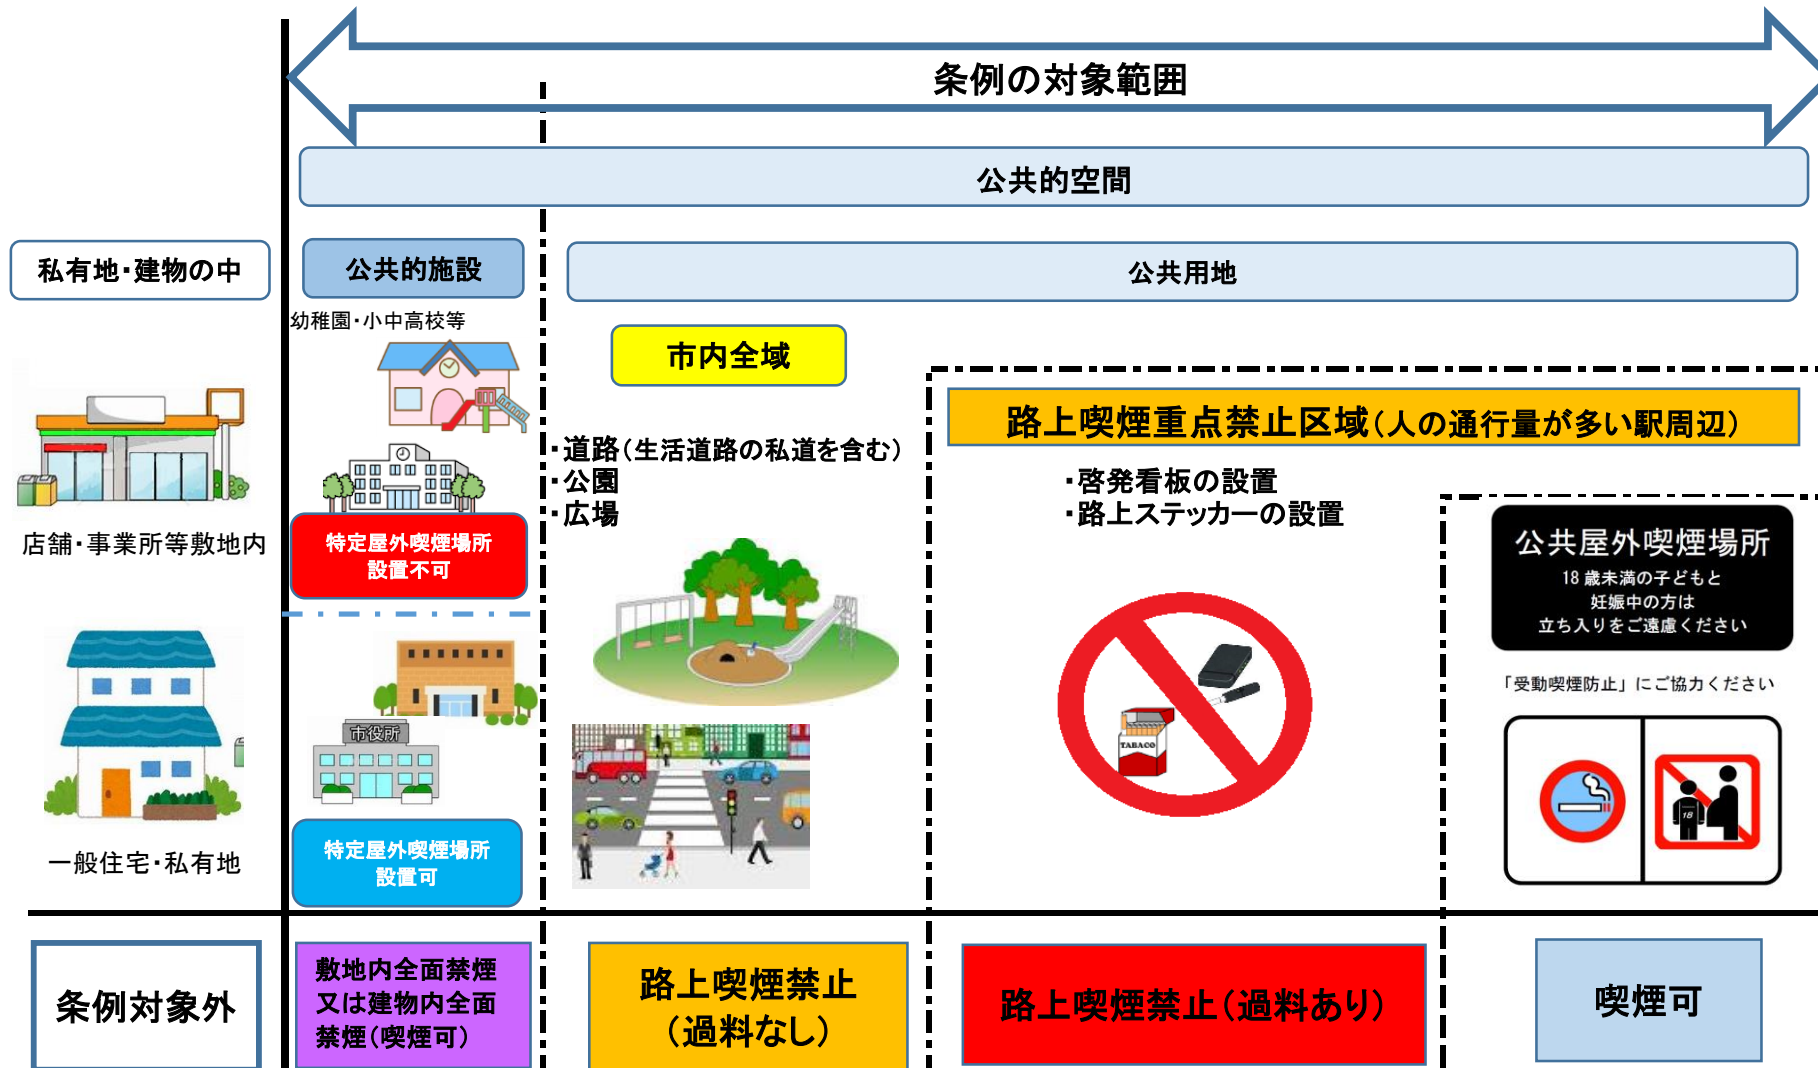 条例の対象範囲
公共的空間
私有地・建物の中
公共的施設
公共用地
幼稚園・小中高校等
市内全域
路上喫煙重点禁止区域(人の通行量が多い駅周辺)
・道路(生活道路の私道を含む)
・公園
・広場
・啓発看板の設置
・路上ステッカーの設置
店舗・事業所等敷地内
特定屋外喫煙場所
設置不可
公共屋外喫煙場所
18歳未満の子どもと
妊娠中の方は
立ち入りをご遠慮ください
「受動喫煙防止」にご協力ください
市役所
TABACO
18
一般住宅・私有地
特定屋外喫煙場所
設置可
条例対象外
敷地内全面禁煙
又は建物内全面
禁煙(喫煙可)
路上喫煙禁止
(過料なし)
路上喫煙禁止(過料あり)
喫煙可